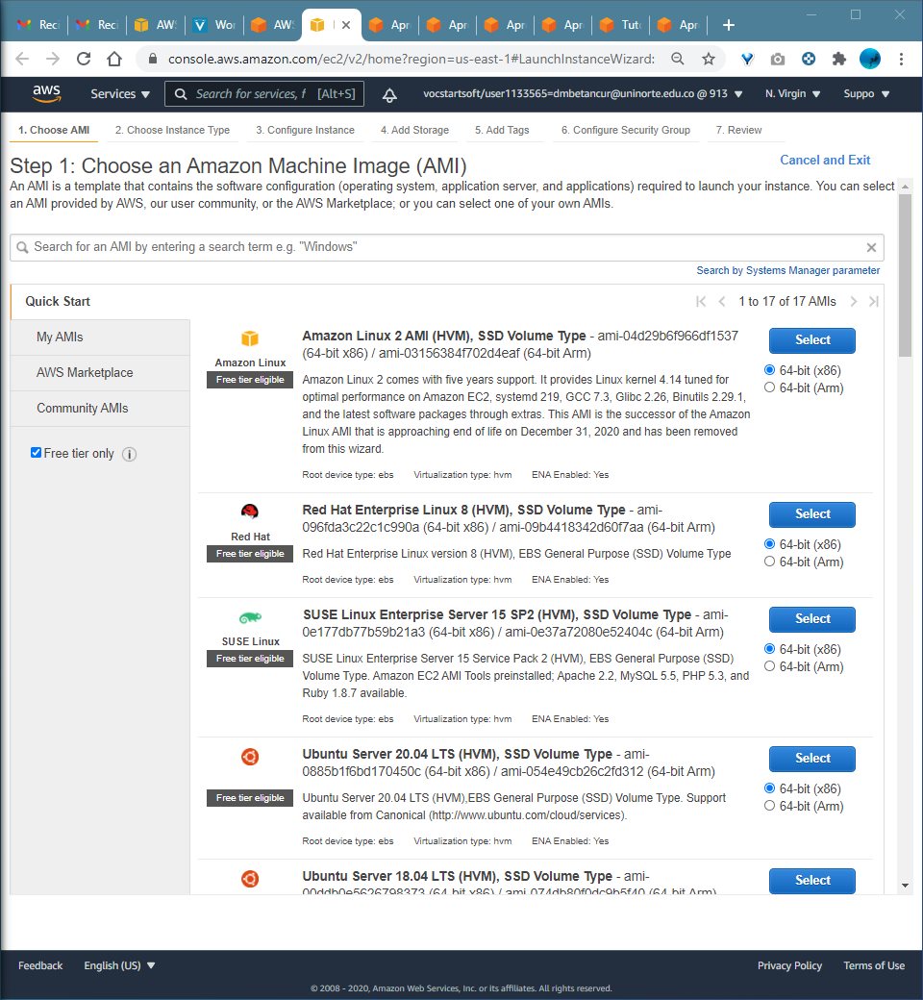 Reci
Reci
AWS
Wor
AWS
Apr
Apr
Apr
Apr
Tuto
Apr
console.aws.amazon.com/ec2/v2/home?region=us-east-1#LaunchInstanceWizard:
aws
Services
Search for services, f [Alt+S]
vocstartsoft/user1133565=dmbetancur@uninorte.edu.co @ 913
N. Virgin
Suppo
1. Choose AMI
2. Choose Instance Type
3. Configure Instance
4. Add Storage
5. Add Tags
6. Configure Security Group
7. Review
Step 1: Choose an Amazon Machine Image (AMI)
Cancel and Exit
An AMI is a template that contains the software configuration (operating system, application server, and applications) required to launch your instance. You can select
an AMI provided by AWS, our user community, or the AWS Marketplace; or you can select one of your own AMIs.
Search for an AMI by entering a search term e.g. "Windows"
Search by Systems Manager parameter
Quick Start
1 to 17 of 17 AMIs
My AMIs
AWS Marketplace
Community AMIs
Free tier only
Amazon Linux
Free tier eligible
Amazon Linux 2 AMI (HVM), SSD Volume Type - ami-04d29b6f966df1537
(64-bit x86) / ami-03156384f702d4eaf (64-bit Arm)
Amazon Linux 2 comes with five years support. It provides Linux kernel 4.14 tuned for
optimal performance on Amazon EC2, systemd 219, GCC 7.3, Glibc 2.26, Binutils 2.29.1,
and the latest software packages through extras. This AMI is the successor of the Amazon
Linux AMI that is approaching end of life on December 31, 2020 and has been removed
from this wizard.
Root device type: ebs Virtualization type: hvm ENA Enabled: Yes
Select
64-bit (x86)
64-bit (Arm)
Red Hat
Free tier eligible
Red Hat Enterprise Linux 8 (HVM), SSD Volume Type - ami-
096fda3c22c1c990a (64-bit x86) / ami-09b4418342d60f7aa (64-bit Arm)
Red Hat Enterprise Linux version 8 (HVM), EBS General Purpose (SSD) Volume Type
Root device type: ebs Virtualization type: hvm ENA Enabled: Yes
Select
64-bit (x86)
64-bit (Arm)
SUSE Linux
Free tier eligible
SUSE Linux Enterprise Server 15 SP2 (HVM), SSD Volume Type - ami-
0e177db77b59b21a3 (64-bit x86) / ami-0e37a72080e52404c (64-bit Arm)
SUSE Linux Enterprise Server 15 Service Pack 2 (HVM), EBS General Purpose (SSD)
Volume Type. Amazon EC2 AMI Tools preinstalled; Apache 2.2, MySQL 5.5, PHP 5.3, and
Ruby 1.8.7 available.
Root device type: ebs Virtualization type: hvm ENA Enabled: Yes
Select
64-bit (x86)
64-bit (Arm)
Free tier eligible
Ubuntu Server 20.04 LTS (HVM), SSD Volume Type - ami-
0885b1f6bd170450c (64-bit x86) / ami-054e49cb26c2fd312 (64-bit Arm)
Ubuntu Server 20.04 LTS (HVM),EBS General Purpose (SSD) Volume Type. Support
available from Canonical (http://www.ubuntu.com/cloud/services).
Root device type: ebs Virtualization type: hvm ENA Enabled: Yes
Select
64-bit (x86)
64-bit (Arm)
Ubuntu Server 18.04 LTS (HVM), SSD Volume Type - ami-
00ddb0e5626798373 (64-bit x86) / ami-074db80f0dc9b5f40 (64-bit Arm)
Select
Feedback
English (US)
Privacy Policy
Terms of Use
© 2008 - 2020, Amazon Web Services, Inc. or its affiliates. All rights reserved.